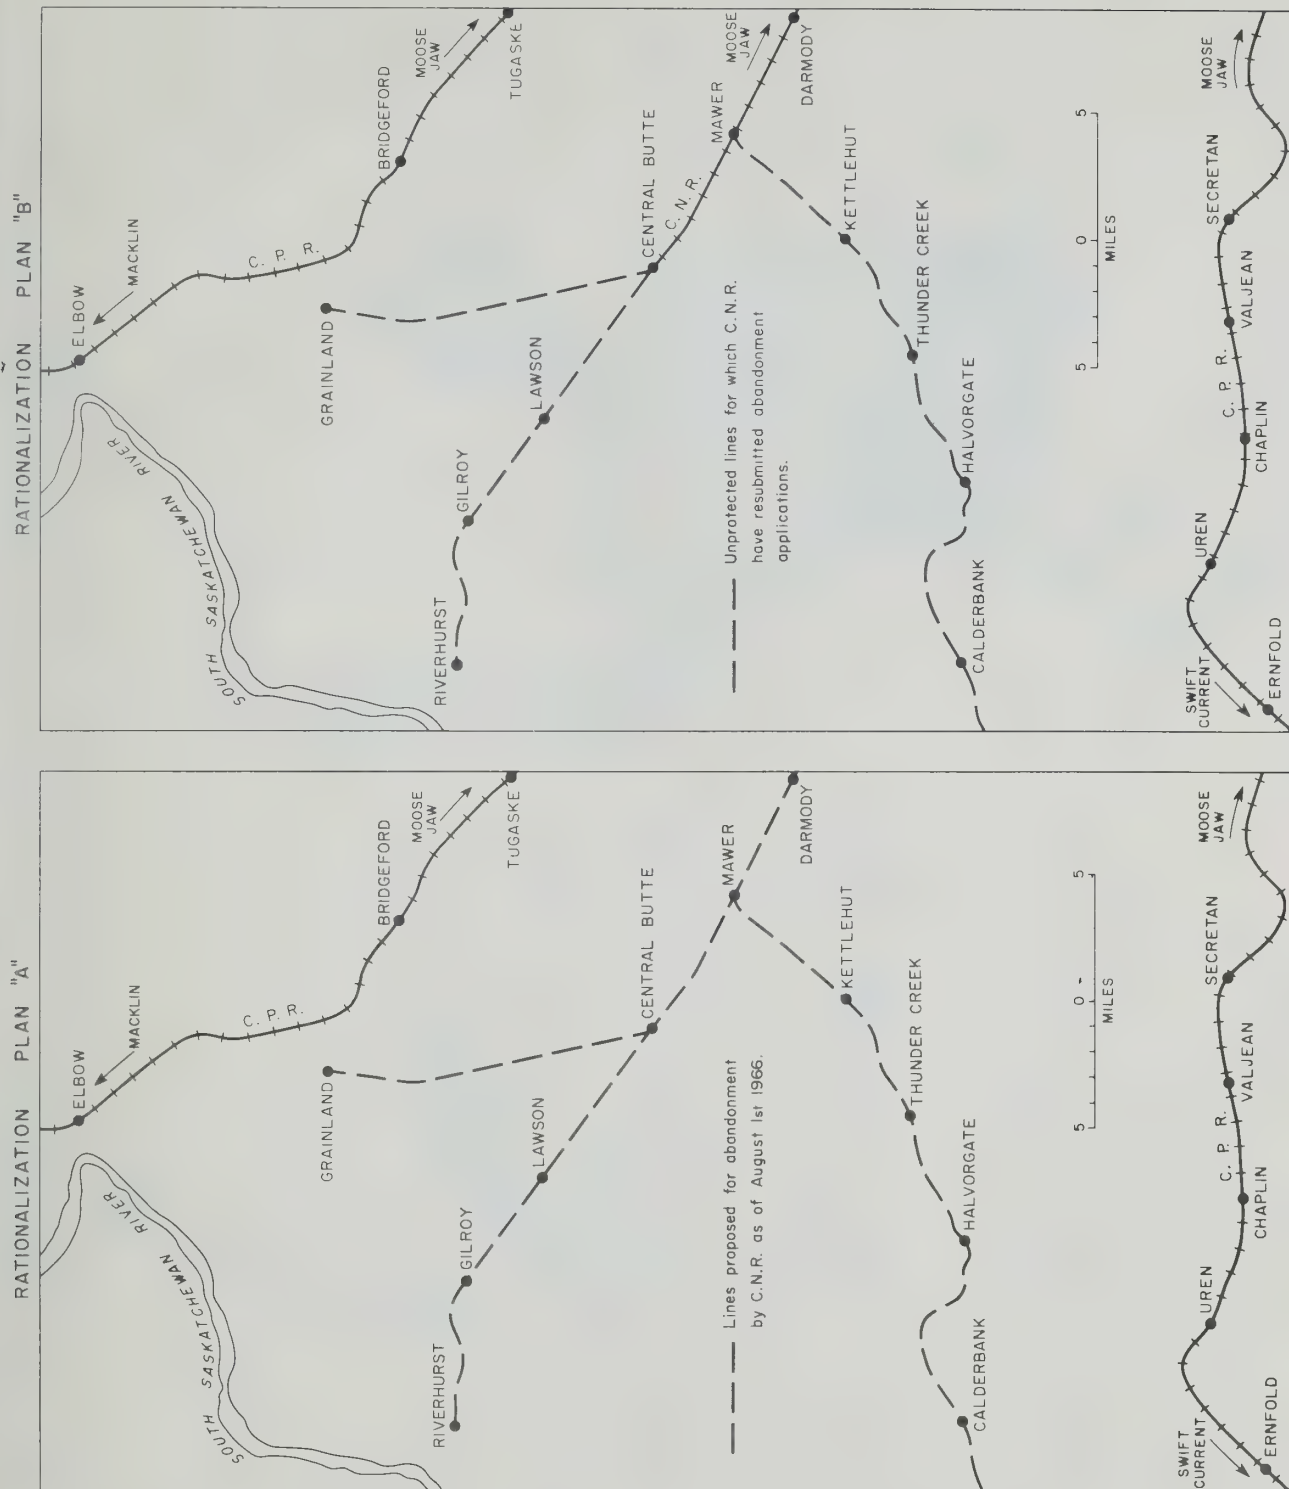 RATIONALIZATION PLAN "A"
ELBOW
MACKLIN
C. P. R.
BRIDGEFORD
MOOSE
JAW
TUGASKE
SOUTH SASKATCHEWAN RIVER
GRAINLAND
RIVERHURST
GILROY
LAWSON
CENTRAL BUTTE
MAWER
DARMODY
Lines proposed for abandonment
by C.N.R. as of August 1st 1966.
KETTLEHUT
THUNDER CREEK
HALVORGATE
CALDERBANK
5 0 5
MILES
SWIFT
CURRENT
ERNFOLD
UREN
CHAPLIN
C. P. R.
VALJEAN
SECRETAN
MOOSE
JAW
RATIONALIZATION PLAN "B"
ELBOW
MACKLIN
C. P. R.
BRIDGEFORD
MOOSE
JAW
TUGASKE
SOUTH SASKATCHEWAN RIVER
GRAINLAND
RIVERHURST
GILROY
LAWSON
CENTRAL BUTTE
C. N. R.
MAWER
MOOSE
JAW
DARMODY
Unprotected lines for which C.N.R.
have resubmitted abandonment
applications.
KETTLEHUT
THUNDER CREEK
HALVORGATE
CALDERBANK
5 0 5
MILES
SWIFT
CURRENT
ERNFOLD
UREN
CHAPLIN
C. P. R.
VALJEAN
SECRETAN
MOOSE
JAW